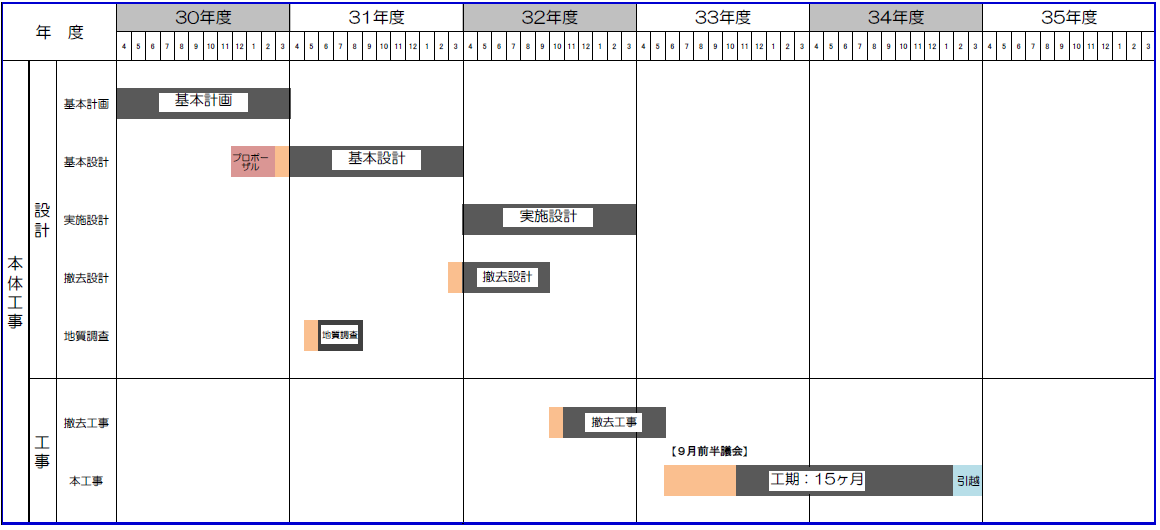 年 度
30年度 31年度 32年度 33年度 34年度 35年度
4 5 6 7 8 9 10 11 12 1 2 3 4 5 6 7 8 9 10 11 12 1 2 3 4 5 6 7 8 9 10 11 12 1 2 3 4 5 6 7 8 9 10 11 12 1 2 3 4 5 6 7 8 9 10 11 12 1 2 3 4 5 6 7 8 9 10 11 12 1 2 3
本体工事
設計
基本計画
基本計画
基本設計
プロポー
ザル
基本設計
実施設計
実施設計
撤去設計
撤去設計
地質調査
地質調査
工事
撤去工事
撤去工事
【9月前半議会】
本工事
工期：15ヶ月
引越